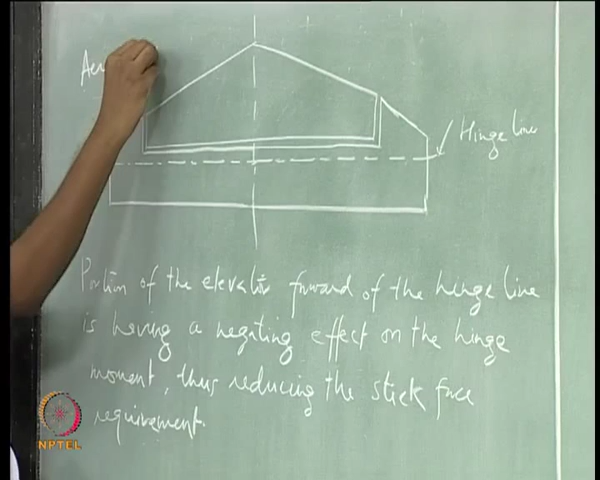 Aer
Hinge line
Portion of the elevator forward of the hinge line
is having a negating effect on the hinge
moment, thus reducing the stick force
requirement.
NPTEL